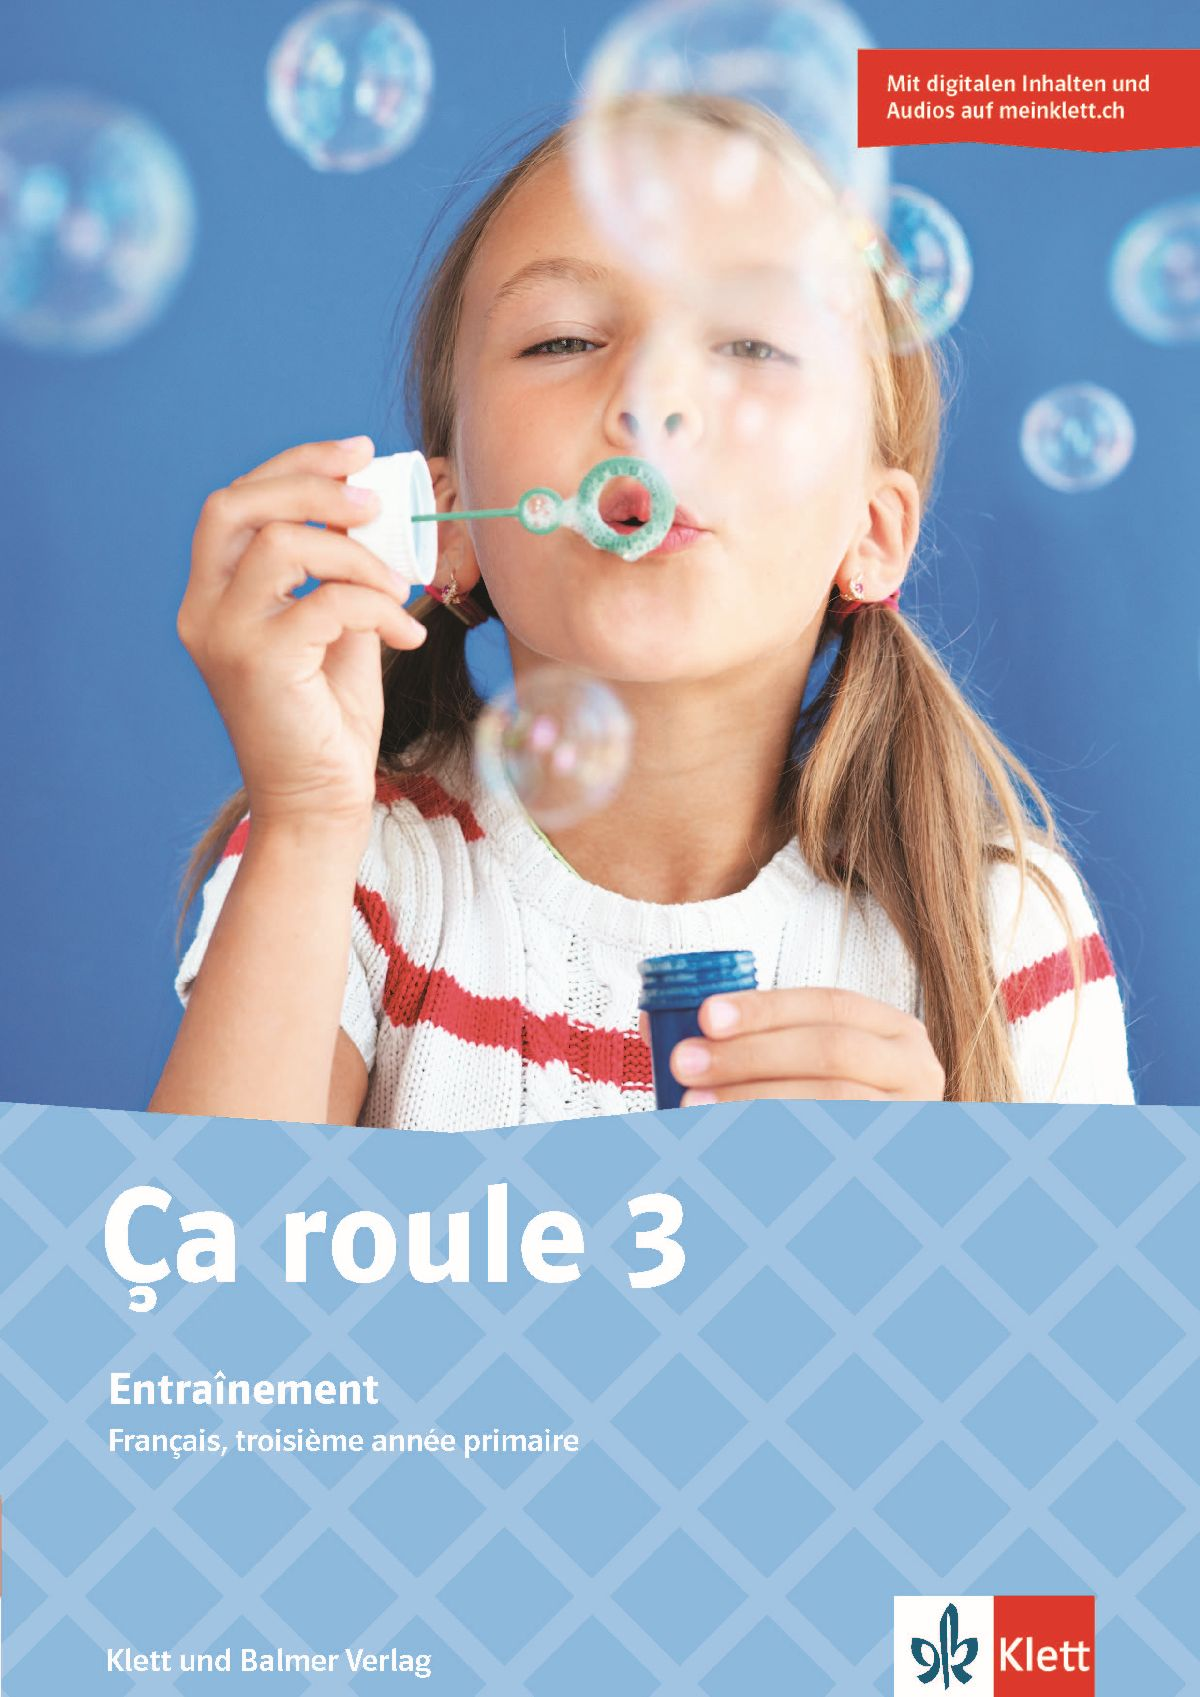 Mit digitalen Inhalten und
Audios auf meinklett.ch
Ça roule 3
Entraînement
Français, troisième année primaire
Klett und Balmer Verlag
Klett